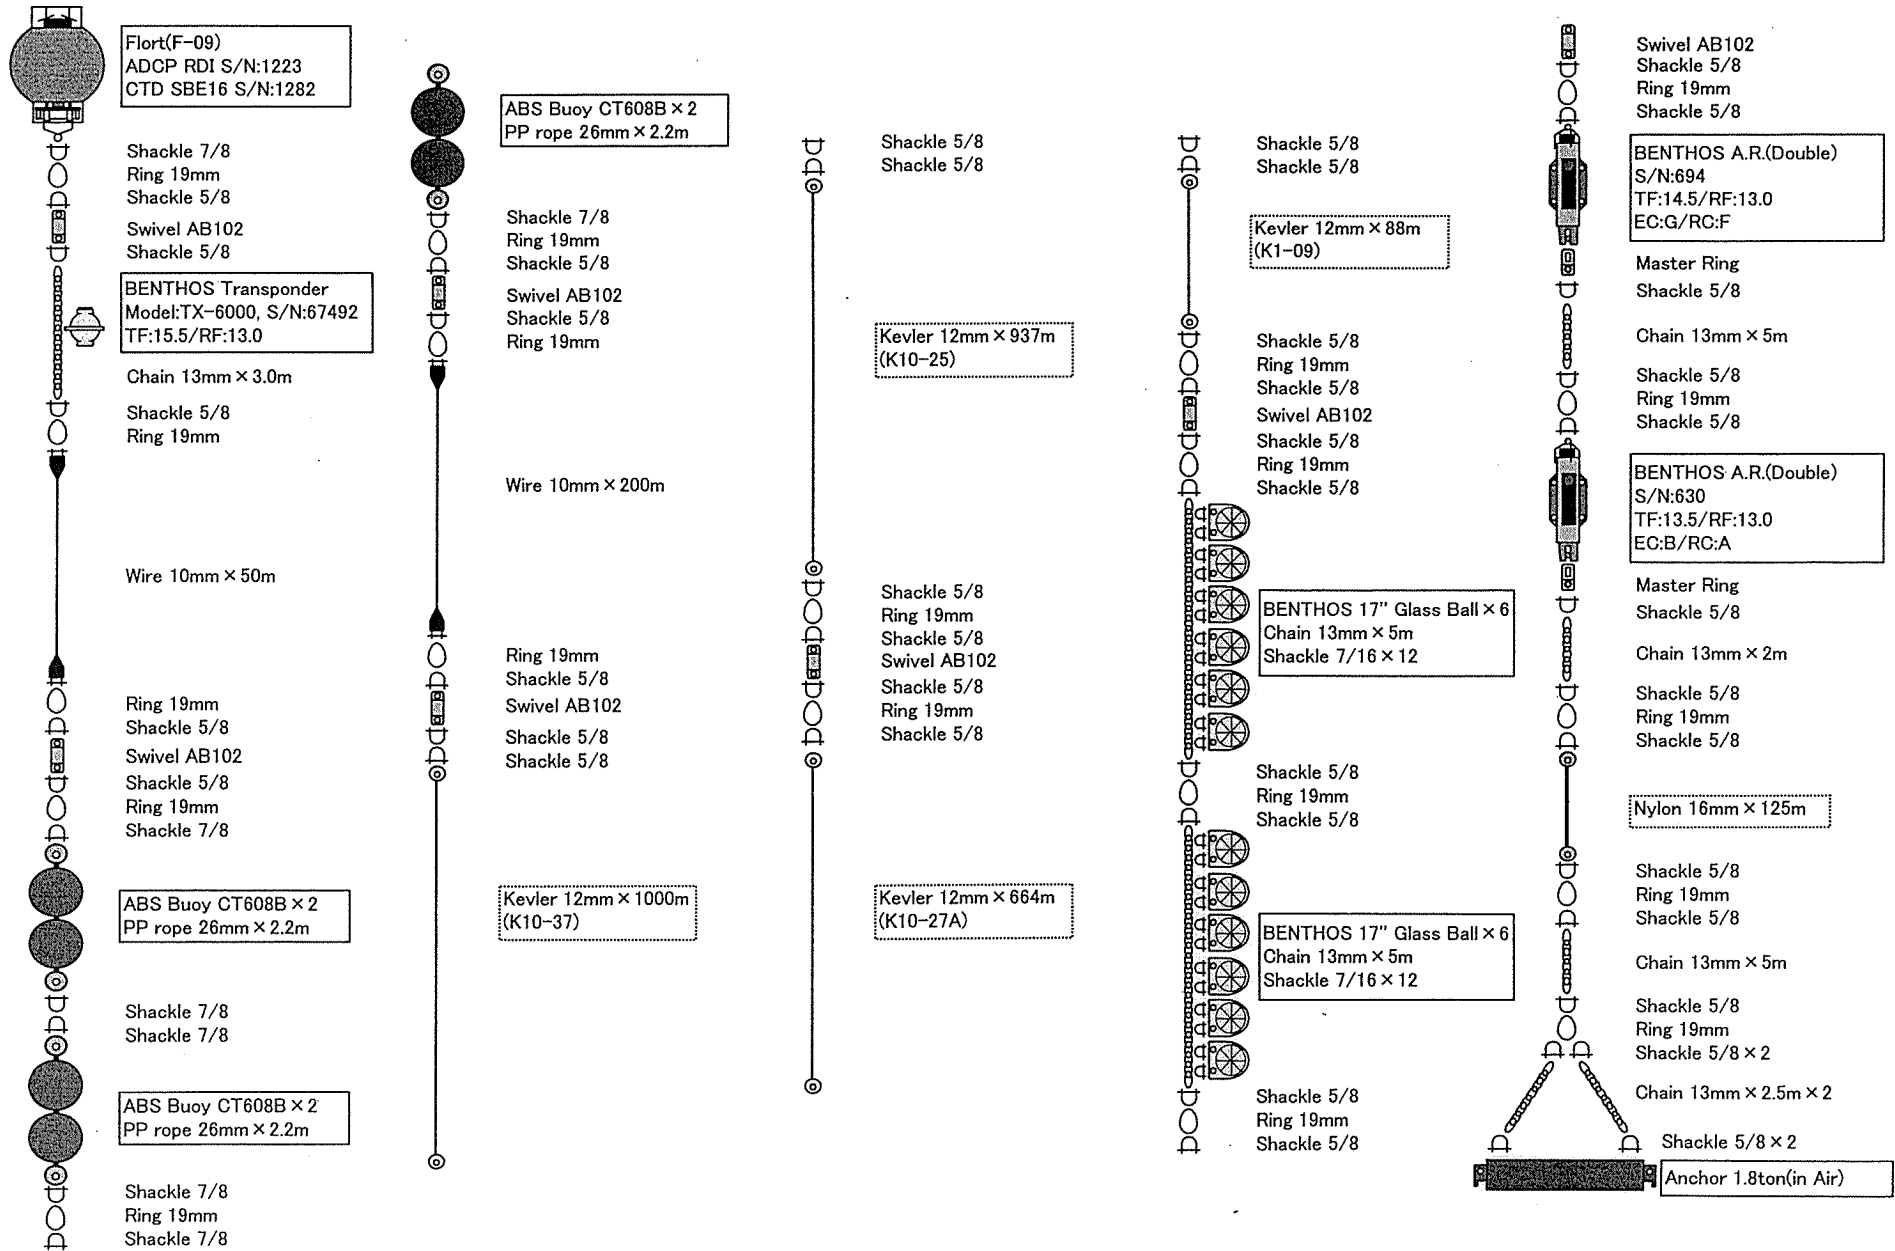 Flort(F-09)
ADCP RDI S/N:1223
CTD SBE16 S/N:1282
Shackle 7/8
Ring 19mm
Shackle 5/8
Swivel AB102
Shackle 5/8
BENTHOS Transponder
Model:TX-6000, S/N:67492
TF:15.5/RF:13.0
Chain 13mm×3.0m
Shackle 5/8
Ring 19mm
Wire 10mm×50m
Ring 19mm
Shackle 5/8
Swivel AB102
Shackle 5/8
Ring 19mm
Shackle 7/8
ABS Buoy CT608B×2
PP rope 26mm×2.2m
Shackle 7/8
Shackle 7/8
ABS Buoy CT608B×2
PP rope 26mm×2.2m
Shackle 7/8
Ring 19mm
Shackle 7/8
ABS Buoy CT608B×2
PP rope 26mm×2.2m
Shackle 7/8
Ring 19mm
Shackle 5/8
Swivel AB102
Shackle 5/8
Ring 19mm
Wire 10mm×200m
Ring 19mm
Shackle 5/8
Swivel AB102
Shackle 5/8
Shackle 5/8
Kevler 12mm×1000m
(K10-37)
Shackle 5/8
Shackle 5/8
Kevler 12mm×937m
(K10-25)
Shackle 5/8
Ring 19mm
Shackle 5/8
Swivel AB102
Shackle 5/8
Ring 19mm
Shackle 5/8
Kevler 12mm×664m
(K10-27A)
Shackle 5/8
Shackle 5/8
Kevler 12mm×88m
(K1-09)
Shackle 5/8
Ring 19mm
Shackle 5/8
Swivel AB102
Shackle 5/8
Ring 19mm
Shackle 5/8
BENTHOS 17" Glass Ball×6
Chain 13mm×5m
Shackle 7/16×12
Shackle 5/8
Ring 19mm
Shackle 5/8
BENTHOS 17" Glass Ball×6
Chain 13mm×5m
Shackle 7/16×12
Shackle 5/8
Ring 19mm
Shackle 5/8
Swivel AB102
Shackle 5/8
Ring 19mm
Shackle 5/8
BENTHOS A.R.(Double)
S/N:694
TF:14.5/RF:13.0
EC:G/RC:F
Master Ring
Shackle 5/8
Chain 13mm×5m
Shackle 5/8
Ring 19mm
Shackle 5/8
BENTHOS A.R.(Double)
S/N:630
TF:13.5/RF:13.0
EC:B/RC:A
Master Ring
Shackle 5/8
Chain 13mm×2m
Shackle 5/8
Ring 19mm
Shackle 5/8
Nylon 16mm×125m
Shackle 5/8
Ring 19mm
Shackle 5/8
Chain 13mm×5m
Shackle 5/8
Ring 19mm
Shackle 5/8×2
Chain 13mm×2.5m×2
Shackle 5/8×2
Anchor 1.8ton(in Air)